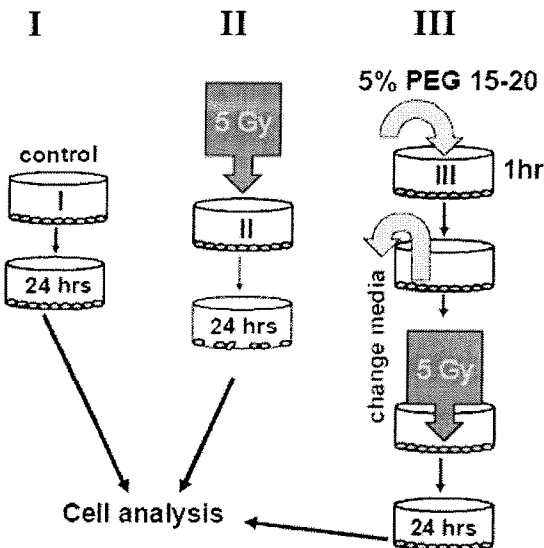 I
II
III
5% PEG 15-20
5 Gy
control
I
III
1hr
II
24 hrs
24 hrs
change media
5 Gy
Cell analysis
24 hrs